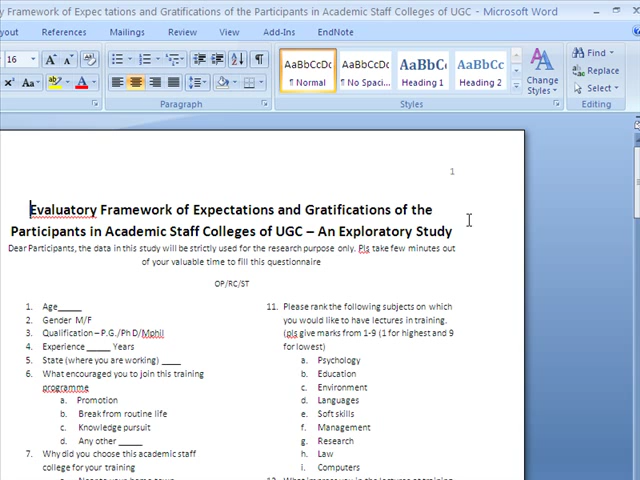 y Framework of Expectations and Gratifications of the Participants in Academic Staff Colleges of UGC - Microsoft Word
yout References Mailings Review View Add-Ins EndNote
16 A A Aa
AaBbCcDc AaBbCcDc AaBbCc AaBbCc
¶ Normal ¶ No Spaci... Heading 1 Heading 2
Change Styles
Find
Replace
Select
Paragraph Styles Editing
1
Evaluatory Framework of Expectations and Gratifications of the
Participants in Academic Staff Colleges of UGC – An Exploratory Study
Dear Participants, the data in this study will be strictly used for the research purpose only. Pls take few minutes out
of your valuable time to fill this questionnaire
OP/RC/ST
1. Age_____
2. Gender M/F
3. Qualification – P.G./Ph D/Mphil
4. Experience _____ Years
5. State (where you are working) ____
6. What encouraged you to join this training
programme
a. Promotion
b. Break from routine life
c. Knowledge pursuit
d. Any other _____
7. Why did you choose this academic staff
college for your training
11. Please rank the following subjects on which
you would like to have lectures in training.
(pls give marks from 1-9 (1 for highest and 9
for lowest)
a. Psychology
b. Education
c. Environment
d. Languages
e. Soft skills
f. Management
g. Research
h. Law
i. Computers